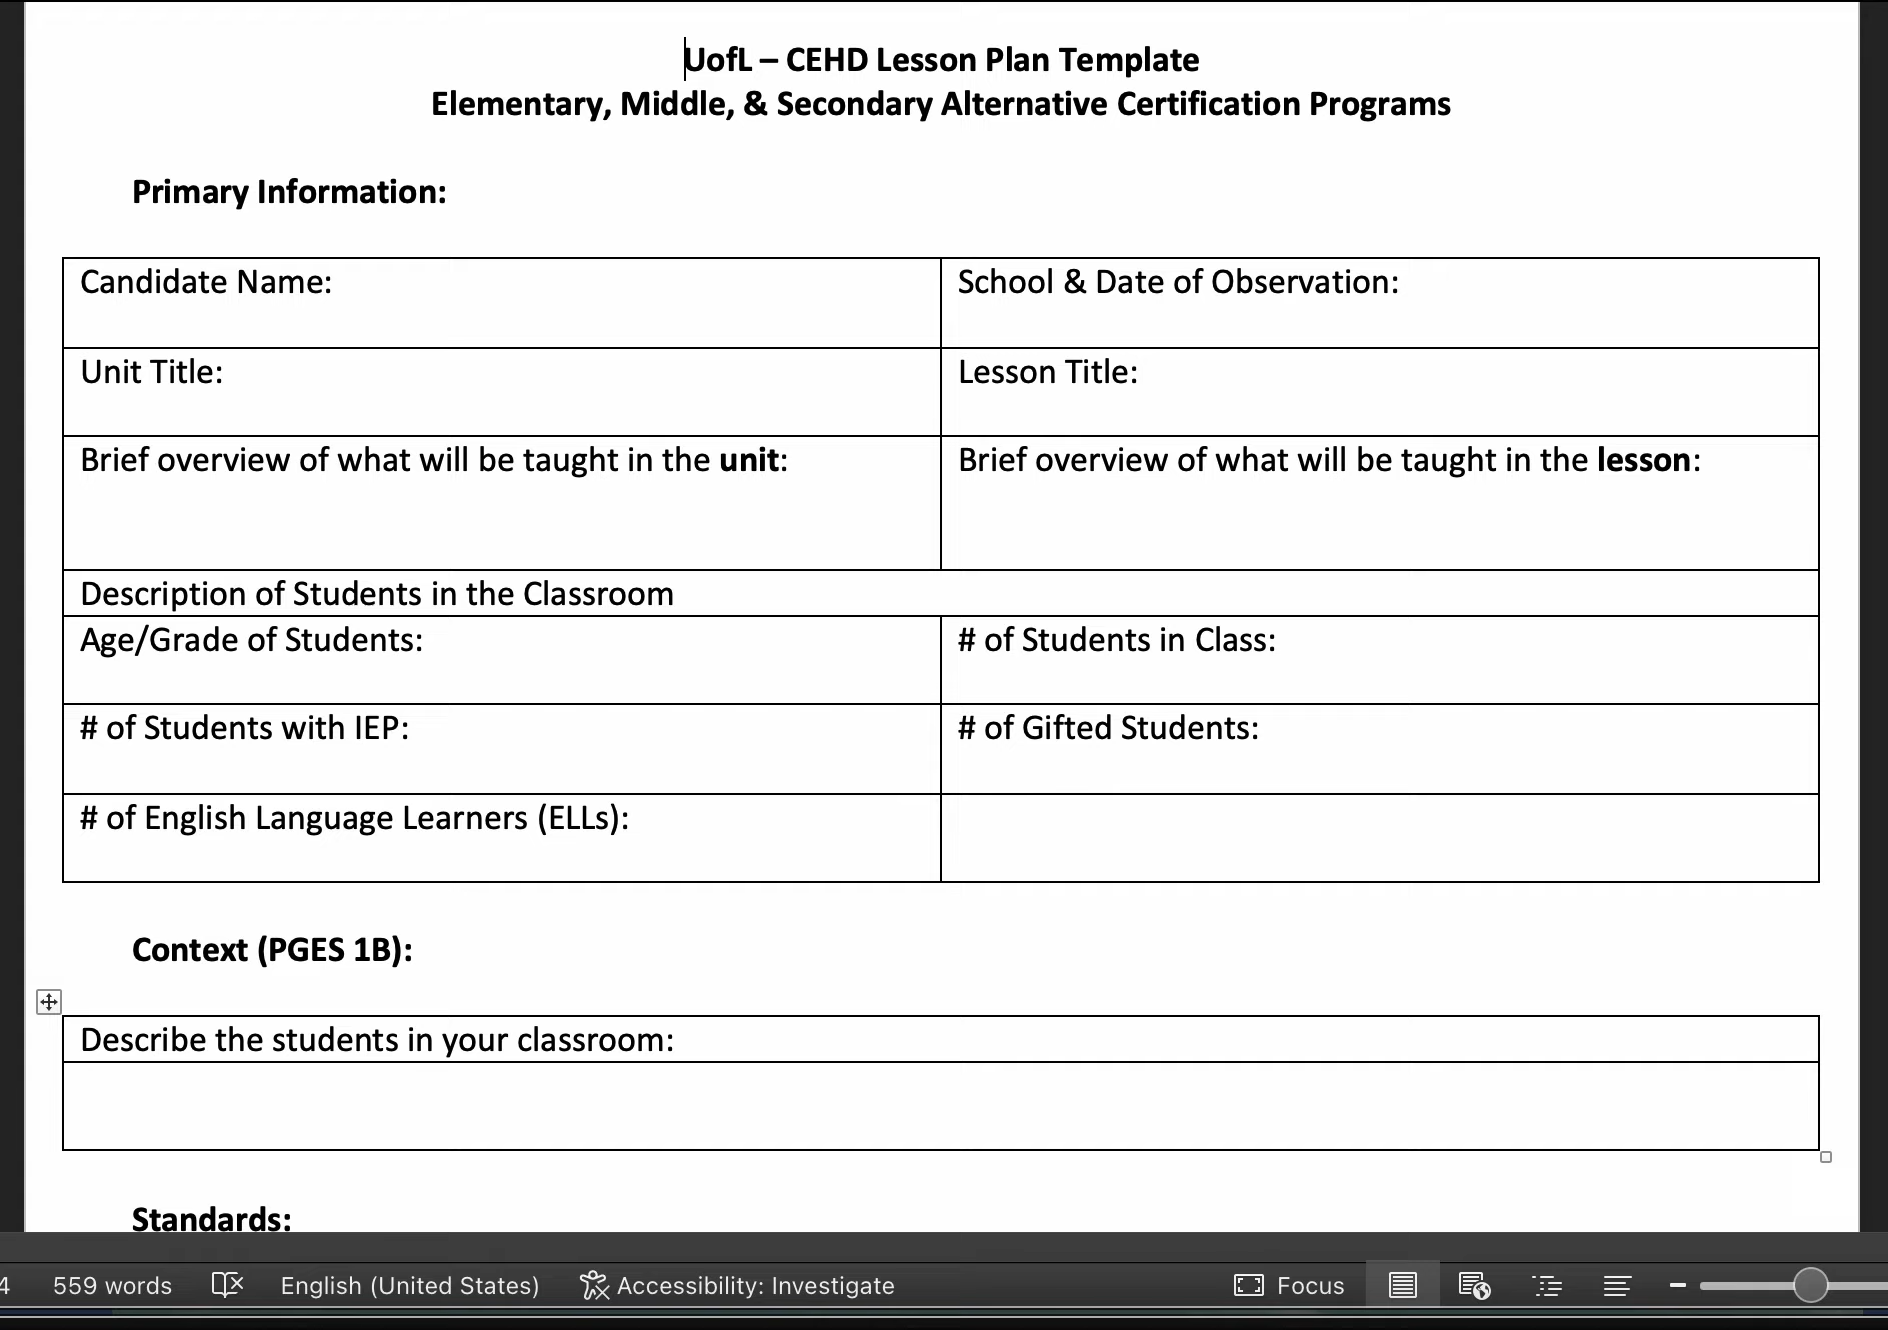 UofL – CEHD Lesson Plan Template
Elementary, Middle, & Secondary Alternative Certification Programs
Primary Information:
Candidate Name:
School & Date of Observation:
Unit Title:
Lesson Title:
Brief overview of what will be taught in the unit:
Brief overview of what will be taught in the lesson:
Description of Students in the Classroom
Age/Grade of Students:
# of Students in Class:
# of Students with IEP:
# of Gifted Students:
# of English Language Learners (ELLs):
Context (PGES 1B):
Describe the students in your classroom:
Standards:
4 559 words English (United States) Accessibility: Investigate Focus